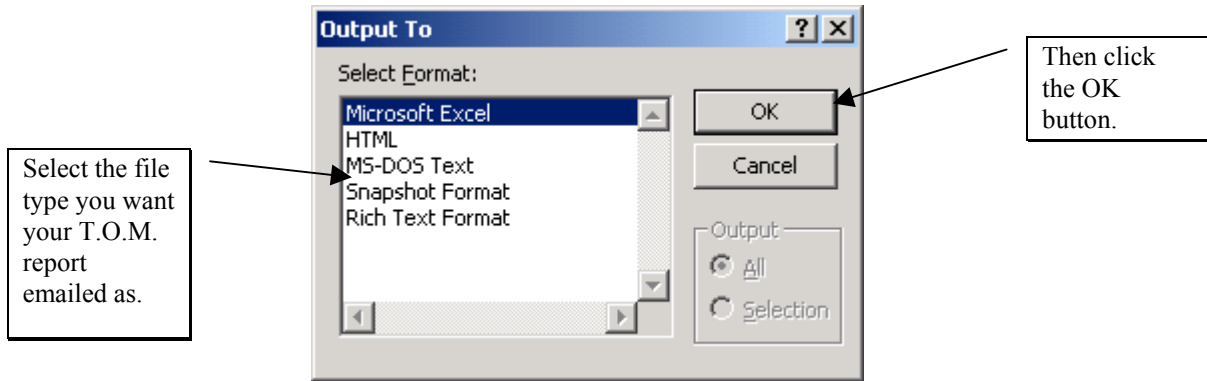 Output To
Select Format:
Microsoft Excel
HTML
MS-DOS Text
Snapshot Format
Rich Text Format
OK
Cancel
Output
All
Selection
Select the file
type you want
your T.O.M.
report
emailed as.
Then click
the OK
button.